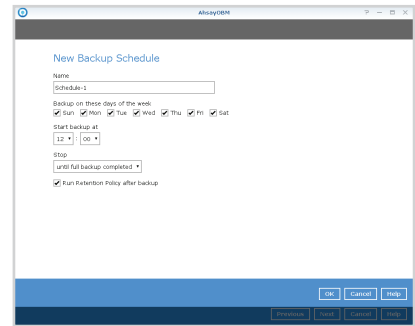 AhsayOBM
New Backup Schedule
Name
Schedule-1
Backup on these days of the week
Sun Mon Tue Wed Thu Fri Sat
Start backup at
12 : 00
Stop
until full backup completed
Run Retention Policy after backup
OK Cancel Help
Previous Next Cancel Help